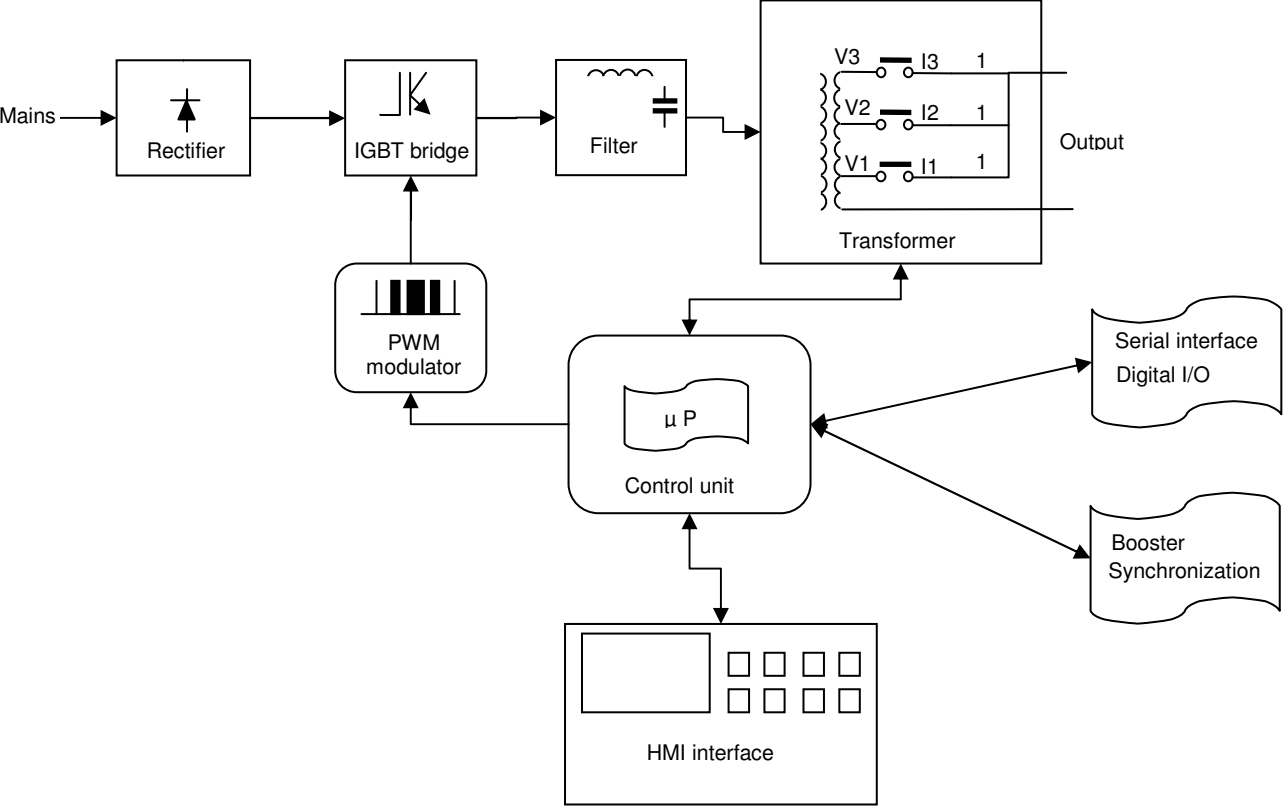 Mains
Rectifier
IGBT bridge
Filter
V3 I3 1
V2 I2 1
V1 I1 1
Output
Transformer
PWM
modulator
µ P
Control unit
Serial interface
Digital I/O
Booster
Synchronization
HMI interface